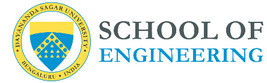 DAYANANDA SAGAR UNIVERSITY
BENGALURU • INDIA
SCHOOL OF
ENGINEERING